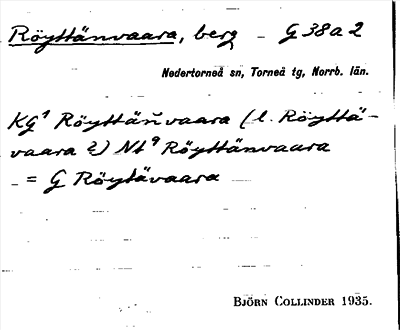 Röyttänvaara, berg – G 38 a 2
Nedertorneå sn, Torneå tg, Norrb. län.
KG¹ Röyttänvaara (l. Röyttä-
vaara ?) Nt⁹ Röyttänvaara
– = G Röytävaara –
BJÖRN COLLINDER 1935.